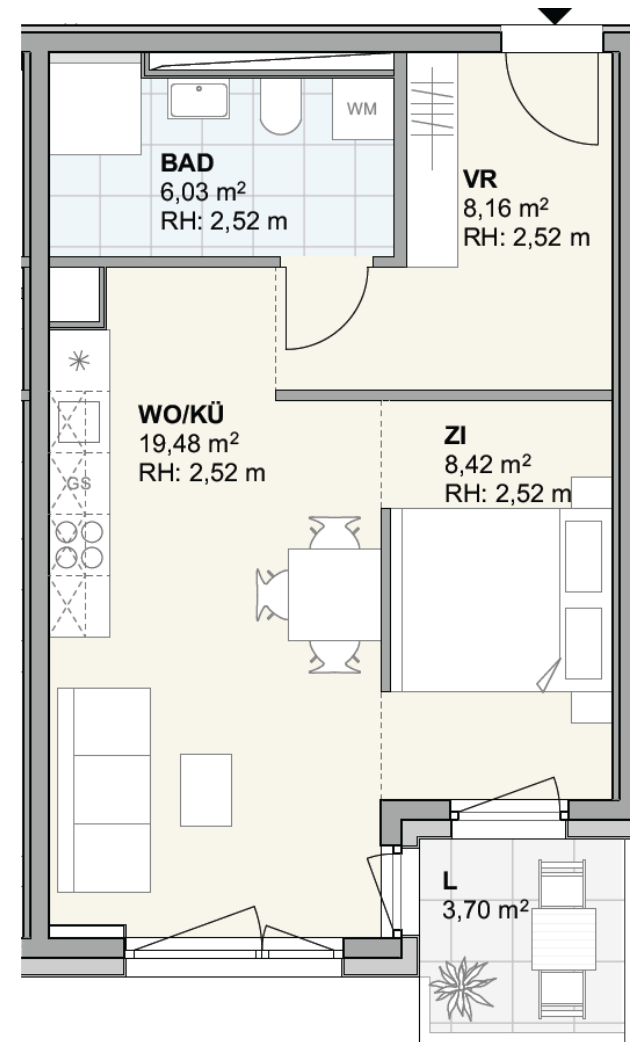 WM
BAD
6,03 m²
RH: 2,52 m
VR
8,16 m²
RH: 2,52 m
WO/KÜ
19,48 m²
RH: 2,52 m
ZI
8,42 m²
RH: 2,52 m
GS
L
3,70 m²